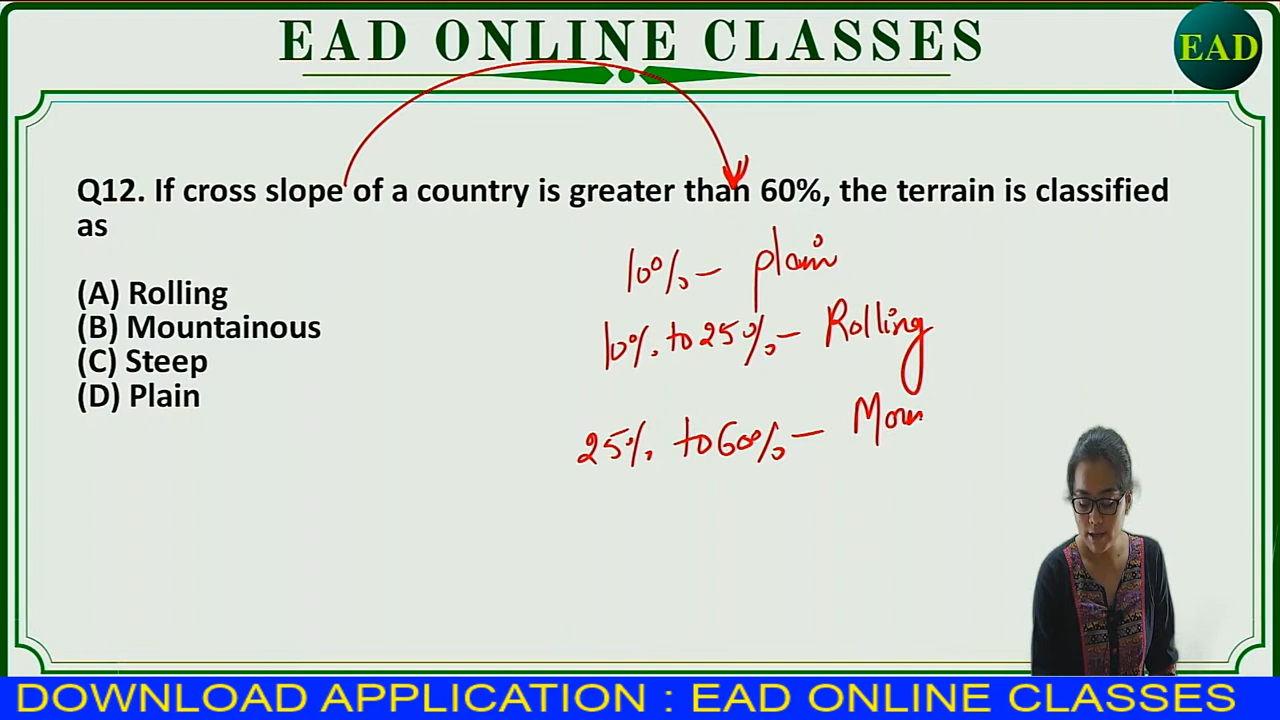 EAD ONLINE CLASSES
EAD
Q12. If cross slope of a country is greater than 60%, the terrain is classified
as
10% – plain
(A) Rolling
(B) Mountainous
10% to 25% – Rolling
(C) Steep
(D) Plain
25% to 60% – Moun
DOWNLOAD APPLICATION : EAD ONLINE CLASSES